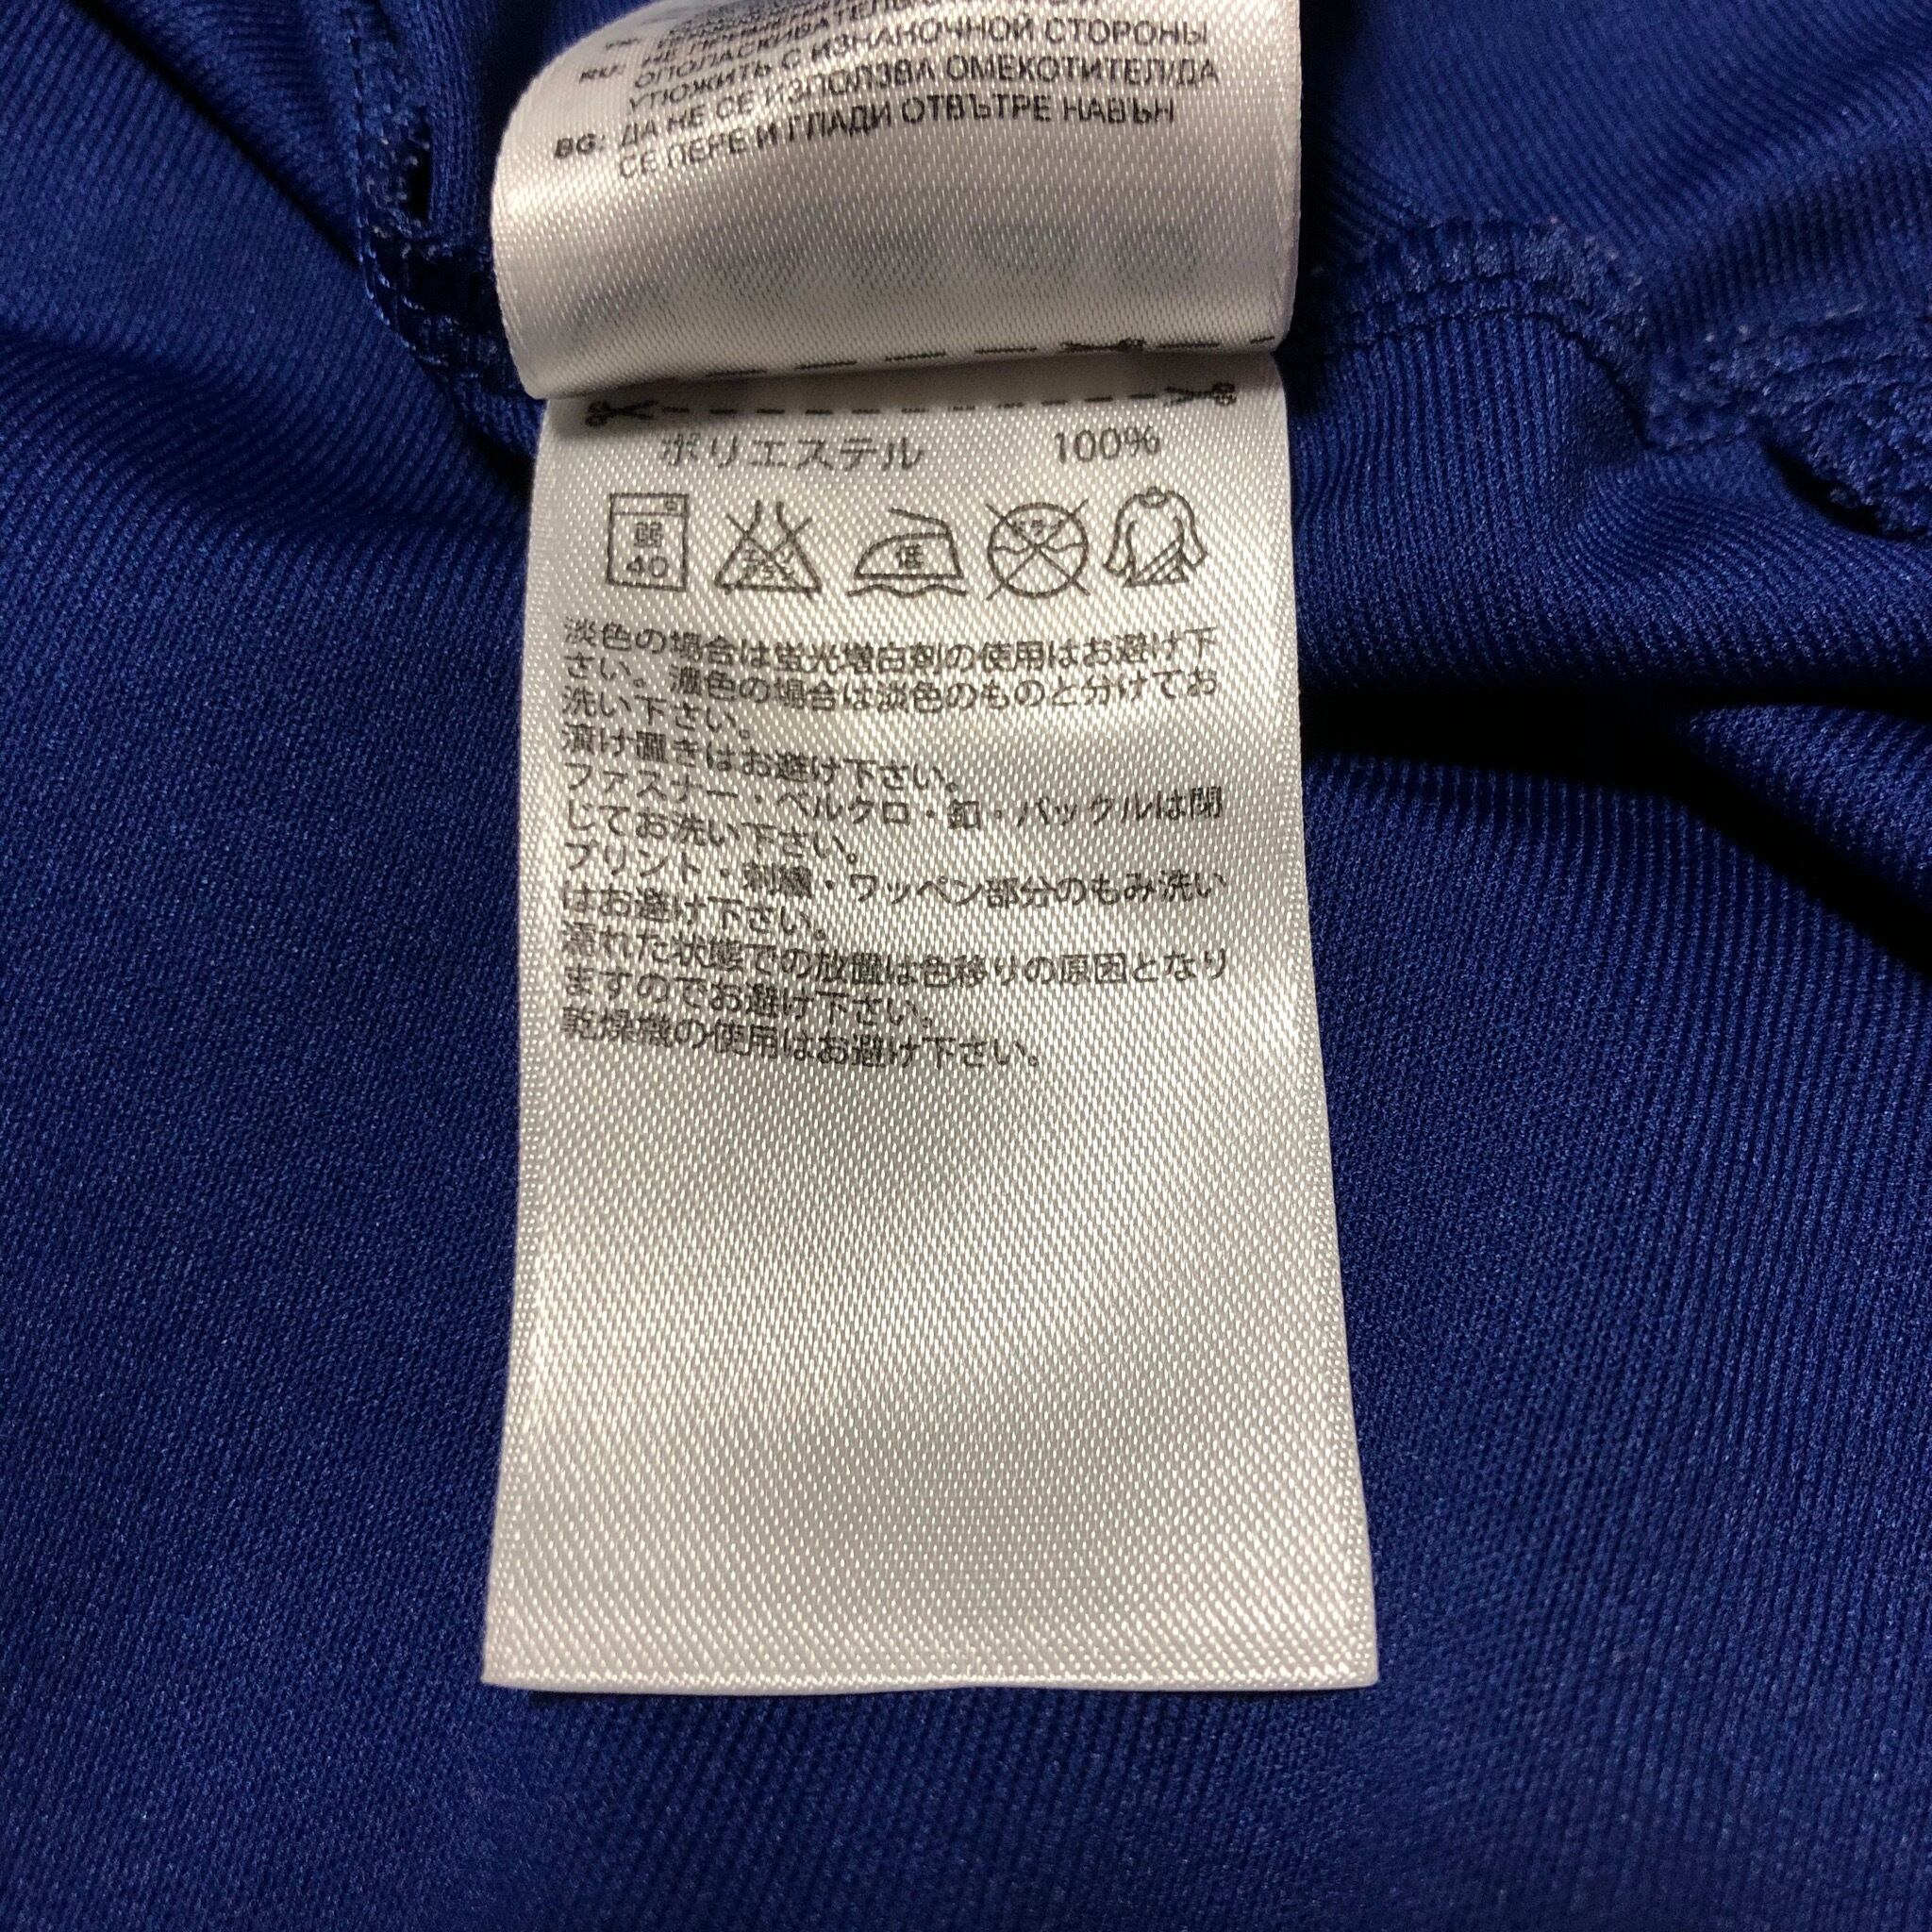 RU: НЕ
ОПОЛАСКИВАТЕЛЬ
УТЮЖИТЬ С ИЗНАНОЧНОЙ СТОРОНЫ
BG: ДА НЕ СЕ ИЗПОЛЗВА ОМЕКОТИТЕЛ/ДА
СЕ ПЕРЕ И ГЛАДИ ОТВЪТРЕ НАВЪН
ポリエステル 100%
弱
40
低
淡色の場合は蛍光増白剤の使用はお避け下
さい。濃色の場合は淡色のものと分けてお
洗い下さい。
漬け置きはお避け下さい。
ファスナー・ベルクロ・釦・バックルは閉
じてお洗い下さい。
プリント・刺繍・ワッペン部分のもみ洗い
はお避け下さい。
濡れた状態での放置は色移りの原因となり
ますのでお避け下さい。
乾燥機の使用はお避け下さい。